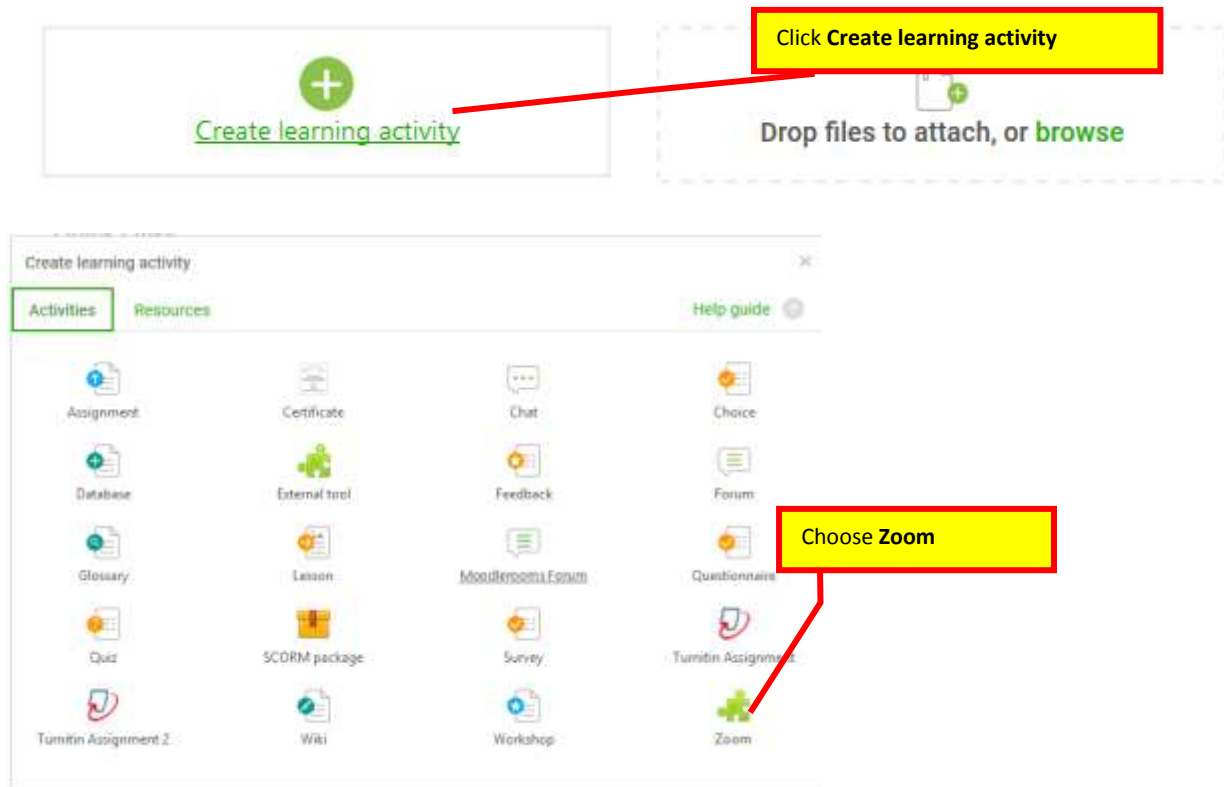 Click Create learning activity
Create learning activity
Drop files to attach, or browse
Create learning activity
Activities Resources Help guide
Assignment Certificate Chat Choice
Database External tool Feedback Forum
Choose Zoom
Glossary Lesson Moodlerooms Forum Questionnaire
Quiz SCORM package Survey Turnitin Assignment
Turnitin Assignment 2 Wiki Workshop Zoom